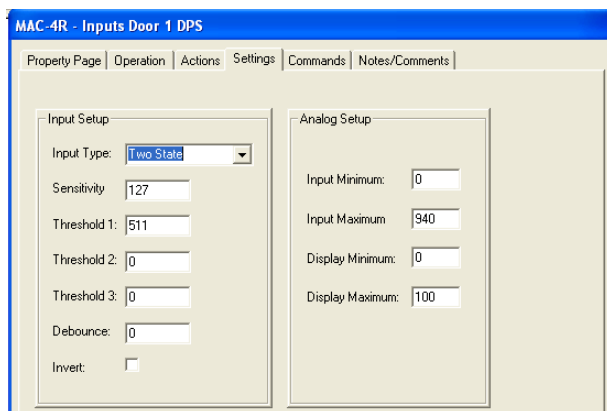 MAC-4R - Inputs Door 1 DPS
Property Page Operation Actions Settings Commands Notes/Comments
Input Setup
Input Type: Two State
Sensitivity 127
Threshold 1: 511
Threshold 2: 0
Threshold 3: 0
Debounce: 0
Invert:
Analog Setup
Input Minimum: 0
Input Maximum 940
Display Minimum: 0
Display Maximum: 100